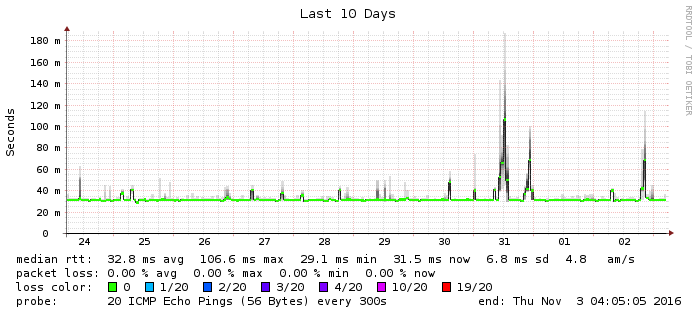 Last 10 Days
RRDTOOL / TOBI OETIKER
Seconds
180 m
160 m
140 m
120 m
100 m
80 m
60 m
40 m
20 m
0
24 25 26 27 28 29 30 31 01 02
median rtt: 32.8 ms avg 106.6 ms max 29.1 ms min 31.5 ms now 6.8 ms sd 4.8 am/s
packet loss: 0.00 % avg 0.00 % max 0.00 % min 0.00 % now
loss color: 0 1/20 2/20 3/20 4/20 10/20 19/20
probe: 20 ICMP Echo Pings (56 Bytes) every 300s end: Thu Nov 3 04:05:05 2016